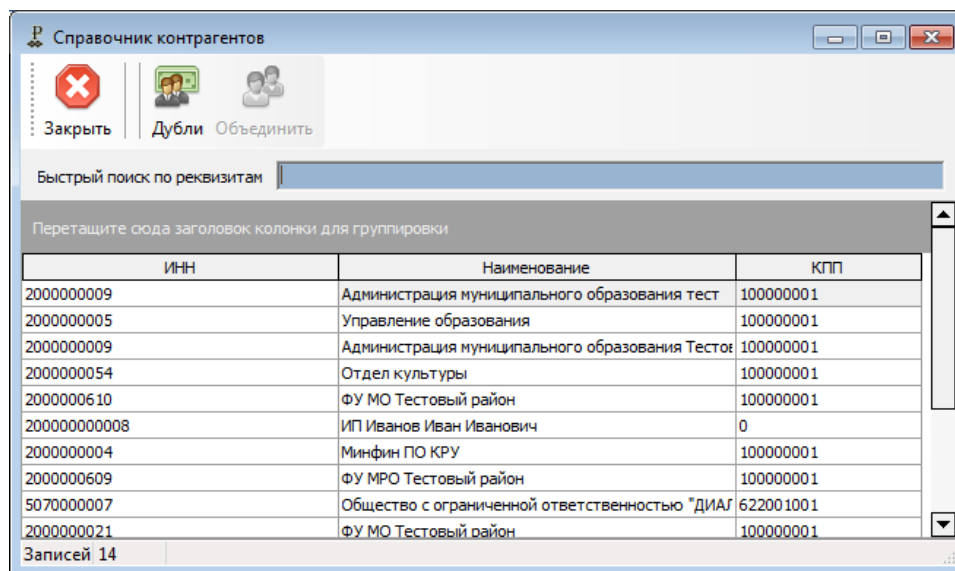 Справочник контрагентов
Закрыть Дубли Объединить
Быстрый поиск по реквизитам
Перетащите сюда заголовок колонки для группировки
ИНН Наименование КПП
2000000009 Администрация муниципального образования тест 100000001
2000000005 Управление образования 100000001
2000000009 Администрация муниципального образования Тестов 100000001
2000000054 Отдел культуры 100000001
2000000610 ФУ МО Тестовый район 100000001
200000000008 ИП Иванов Иван Иванович 0
2000000004 Минфин ПО КРУ 100000001
2000000609 ФУ МРО Тестовый район 100000001
5070000007 Общество с ограниченной ответственностью "ДИАЛ 622001001
2000000021 ФУ МО Тестовый район 100000001
Записей 14